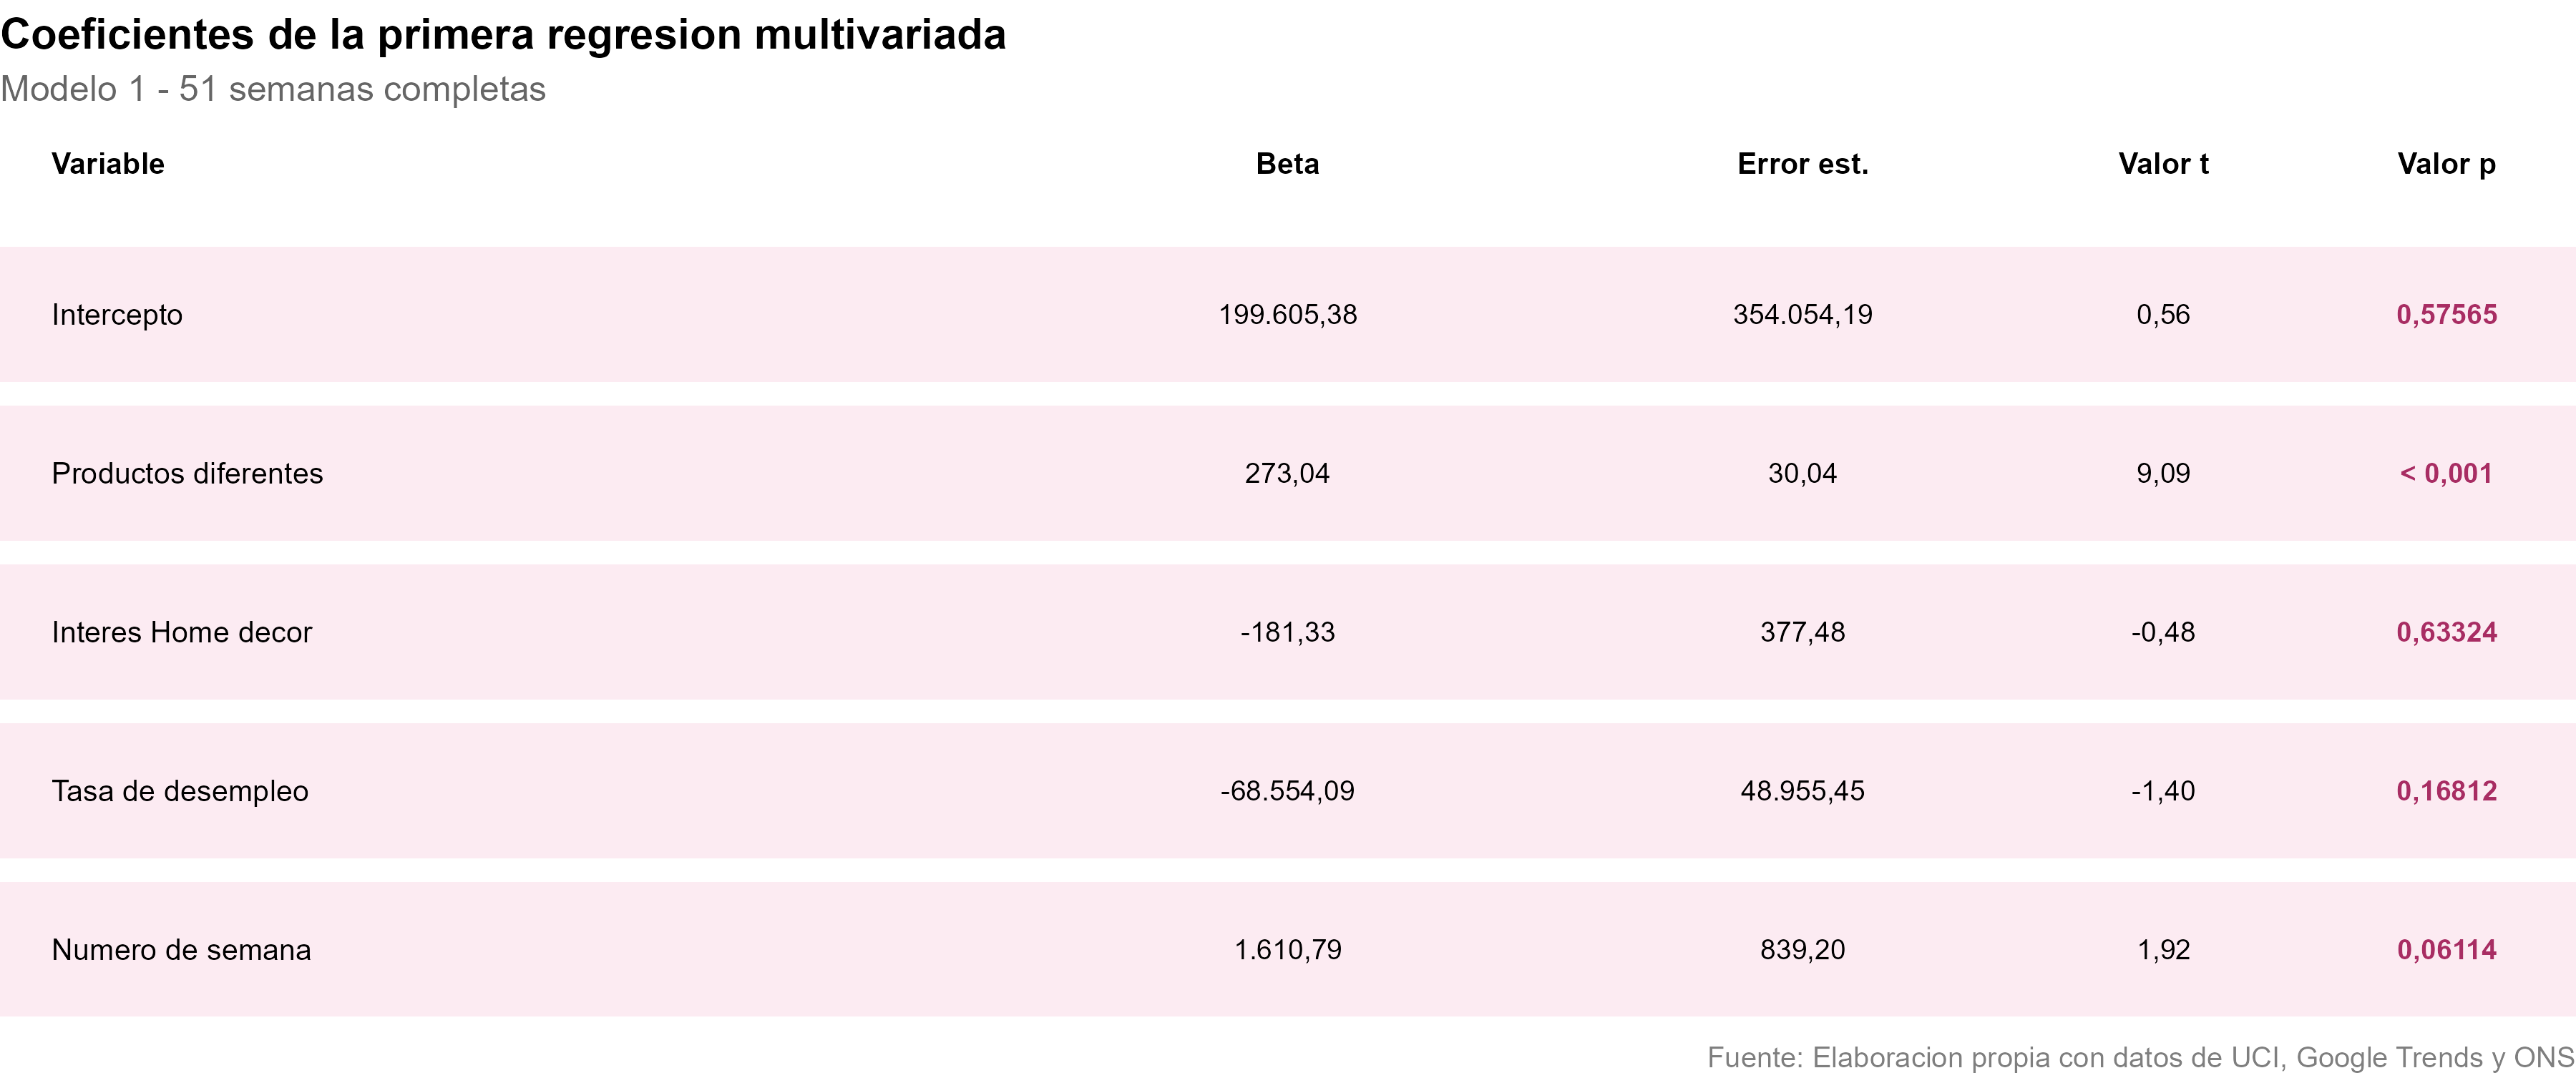 Coeficientes de la primera regresion multivariada
Modelo 1 - 51 semanas completas
Variable Beta Error est. Valor t Valor p
Intercepto 199.605,38 354.054,19 0,56 0,57565
Productos diferentes 273,04 30,04 9,09 < 0,001
Interes Home decor -181,33 377,48 -0,48 0,63324
Tasa de desempleo -68.554,09 48.955,45 -1,40 0,16812
Numero de semana 1.610,79 839,20 1,92 0,06114
Fuente: Elaboracion propia con datos de UCI, Google Trends y ONS